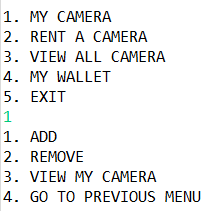 1. MY CAMERA
2. RENT A CAMERA
3. VIEW ALL CAMERA
4. MY WALLET
5. EXIT
1
1. ADD
2. REMOVE
3. VIEW MY CAMERA
4. GO TO PREVIOUS MENU